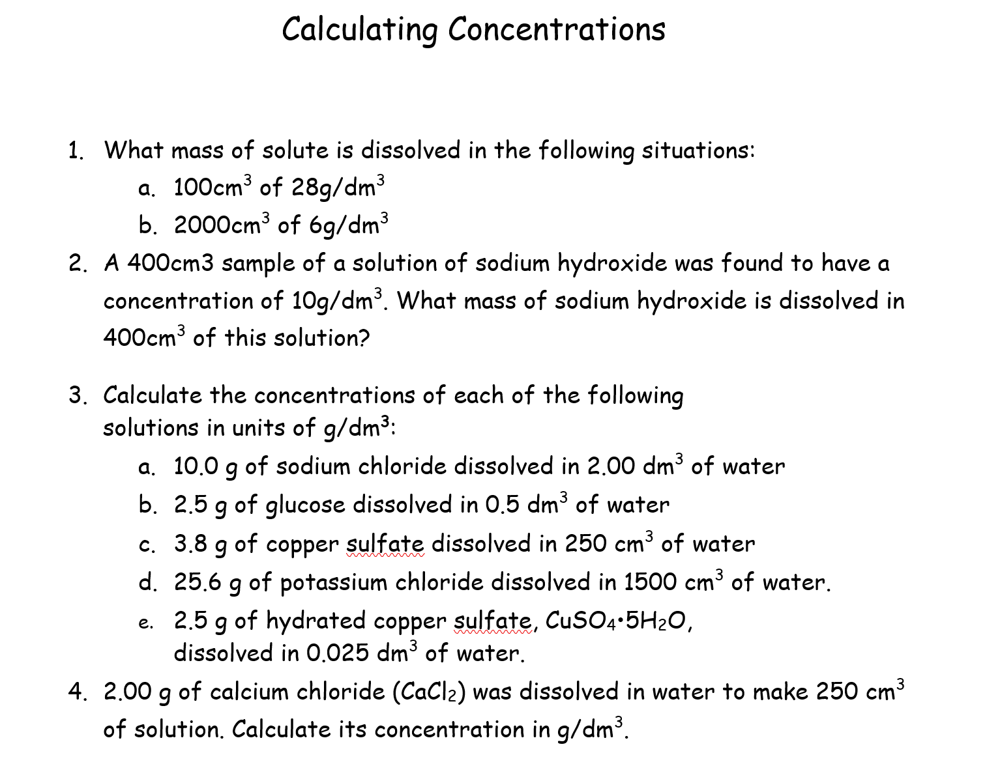 Calculating Concentrations
1. What mass of solute is dissolved in the following situations:
a. 100cm³ of 28g/dm³
b. 2000cm³ of 6g/dm³
2. A 400cm3 sample of a solution of sodium hydroxide was found to have a
concentration of 10g/dm³. What mass of sodium hydroxide is dissolved in
400cm³ of this solution?
3. Calculate the concentrations of each of the following
solutions in units of g/dm³:
a. 10.0 g of sodium chloride dissolved in 2.00 dm³ of water
b. 2.5 g of glucose dissolved in 0.5 dm³ of water
c. 3.8 g of copper sulfate dissolved in 250 cm³ of water
d. 25.6 g of potassium chloride dissolved in 1500 cm³ of water.
e. 2.5 g of hydrated copper sulfate, CuSO₄•5H₂O,
dissolved in 0.025 dm³ of water.
4. 2.00 g of calcium chloride (CaCl₂) was dissolved in water to make 250 cm³
of solution. Calculate its concentration in g/dm³.